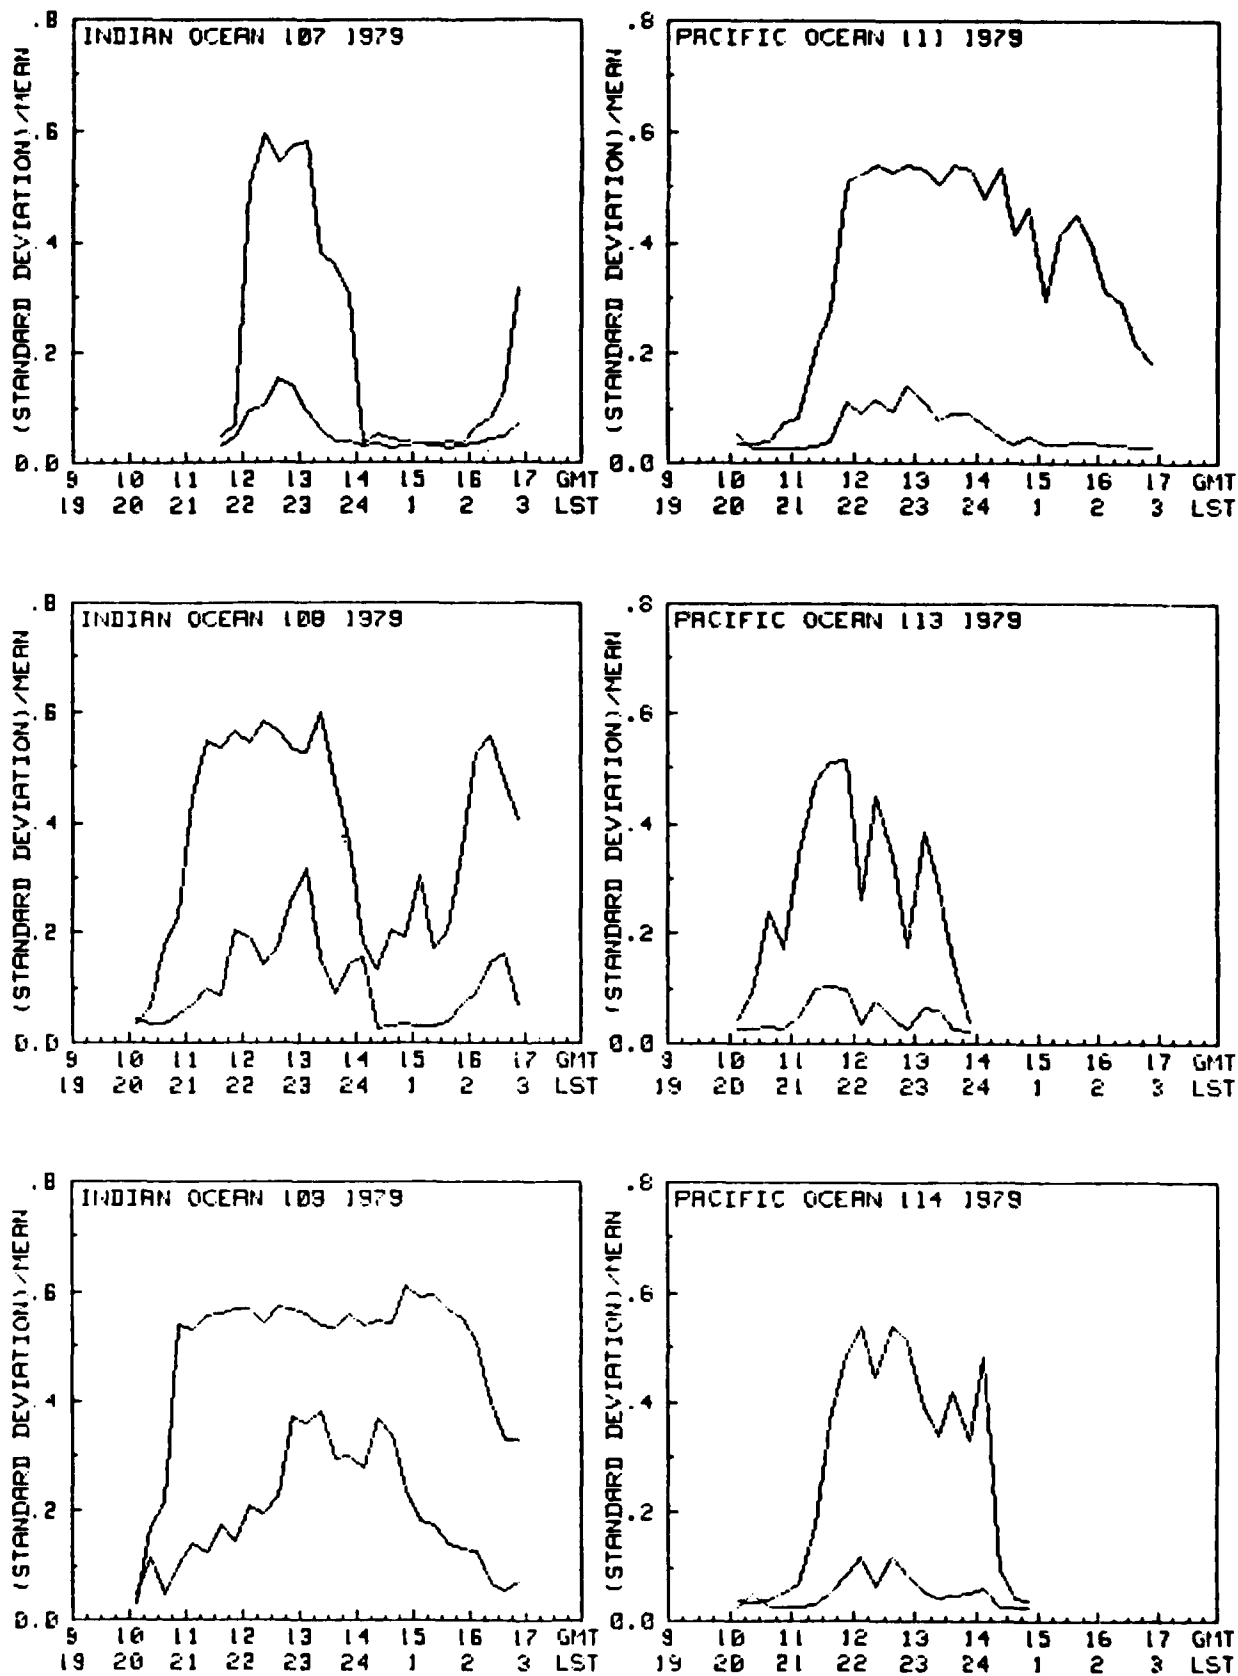 INDIAN OCEAN 107 1979
(STANDARD DEVIATION)/MEAN
.8
.6
.4
.2
0.0
9 10 11 12 13 14 15 16 17 GMT
19 20 21 22 23 24 1 2 3 LST
PACIFIC OCEAN 111 1979
(STANDARD DEVIATION)/MEAN
.8
.6
.4
.2
0.0
9 10 11 12 13 14 15 16 17 GMT
19 20 21 22 23 24 1 2 3 LST
INDIAN OCEAN 108 1979
(STANDARD DEVIATION)/MEAN
.8
.6
.4
.2
0.0
9 10 11 12 13 14 15 16 17 GMT
19 20 21 22 23 24 1 2 3 LST
PACIFIC OCEAN 113 1979
(STANDARD DEVIATION)/MEAN
.8
.6
.4
.2
0.0
9 10 11 12 13 14 15 16 17 GMT
19 20 21 22 23 24 1 2 3 LST
INDIAN OCEAN 109 1979
(STANDARD DEVIATION)/MEAN
.8
.6
.4
.2
0.0
9 10 11 12 13 14 15 16 17 GMT
19 20 21 22 23 24 1 2 3 LST
PACIFIC OCEAN 114 1979
(STANDARD DEVIATION)/MEAN
.8
.6
.4
.2
0.0
9 10 11 12 13 14 15 16 17 GMT
19 20 21 22 23 24 1 2 3 LST